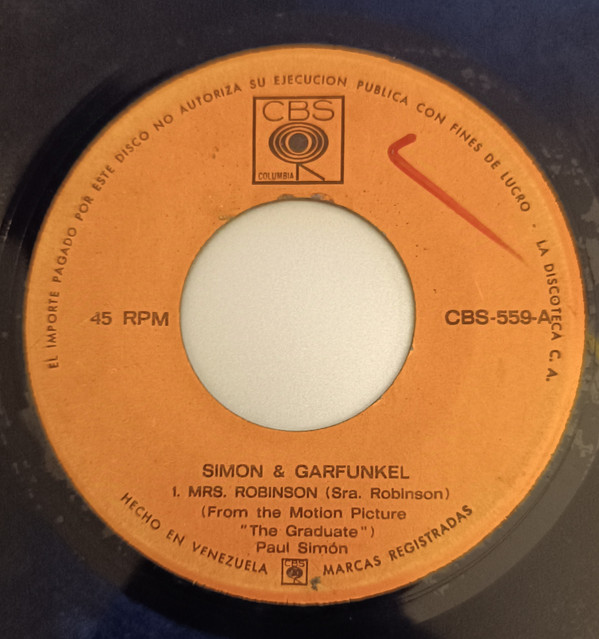 EL IMPORTE PAGADO POR ESTE DISCO NO AUTORIZA SU EJECUCION PUBLICA CON FINES DE LUCRO - LA DISCOTECA C. A.
CBS
COLUMBIA
45 RPM
CBS-559-A
SIMON & GARFUNKEL
1. MRS. ROBINSON (Sra. Robinson)
(From the Motion Picture
"The Graduate")
Paul Simón
HECHO EN VENEZUELA
CBS
MARCAS REGISTRADAS